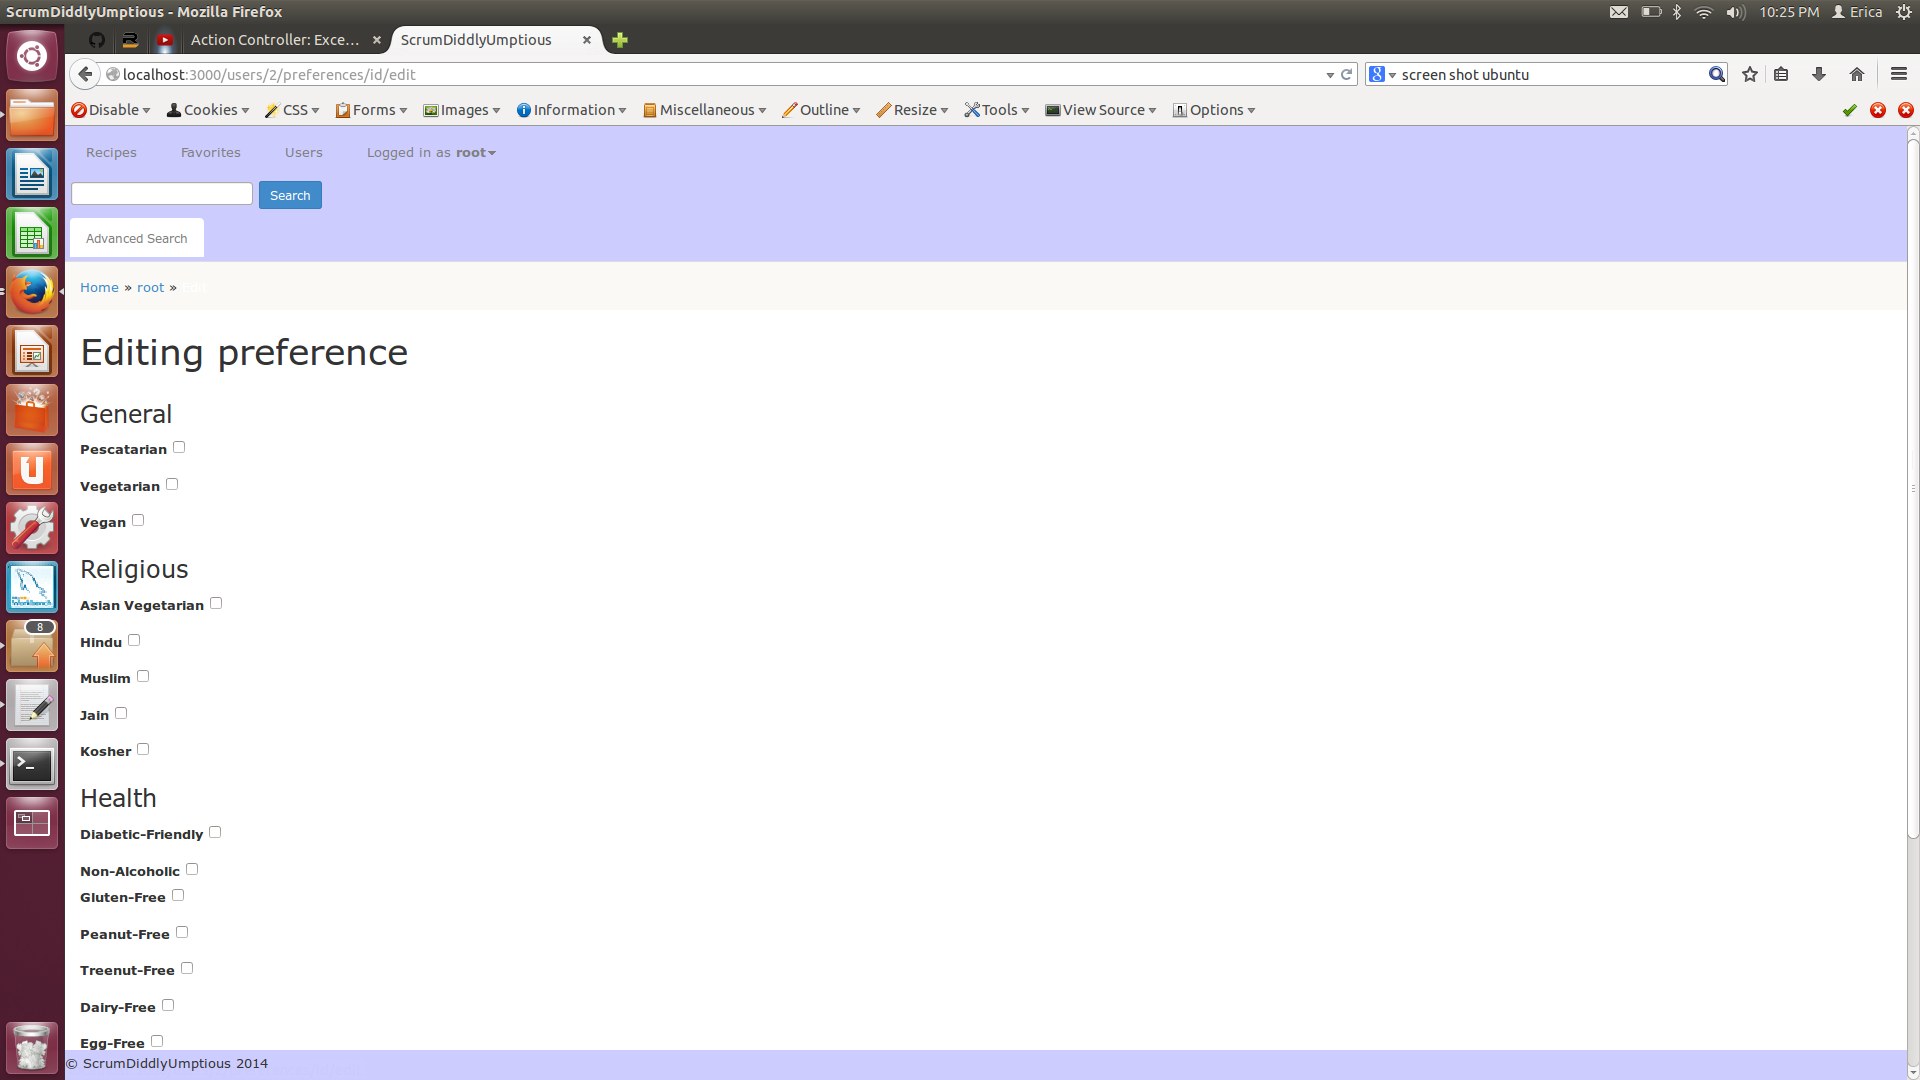 ScrumDiddlyUmptious - Mozilla Firefox
10:25 PM Erica
Action Controller: Exce...
ScrumDiddlyUmptious
localhost:3000/users/2/preferences/id/edit
screen shot ubuntu
Disable Cookies CSS Forms Images Information Miscellaneous Outline Resize Tools View Source Options
Recipes Favorites Users Logged in as root
Search
Advanced Search
Home » root » Edit
Editing preference
General
Pescatarian
Vegetarian
Vegan
Religious
Asian Vegetarian
Hindu
Muslim
Jain
Kosher
8
Health
Diabetic-Friendly
Non-Alcoholic
Gluten-Free
Peanut-Free
Treenut-Free
Dairy-Free
Egg-Free
© ScrumDiddlyUmptious 2014